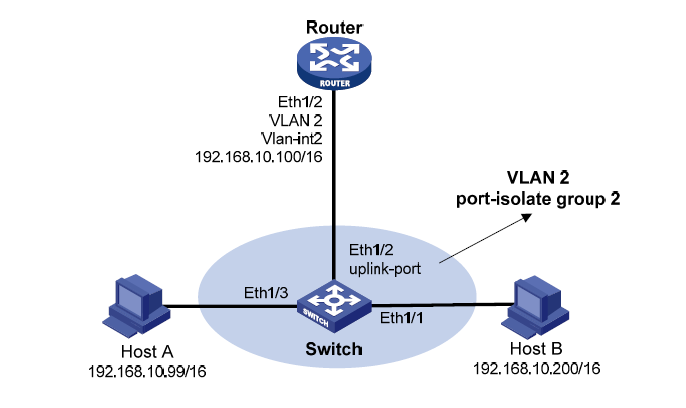 Router
ROUTER
Eth1/2
VLAN 2
Vlan-int2
192.168.10.100/16
VLAN 2
port-isolate group 2
Eth1/2
uplink-port
Eth1/3
SWITCH
Eth1/1
Host A
192.168.10.99/16
Switch
Host B
192.168.10.200/16